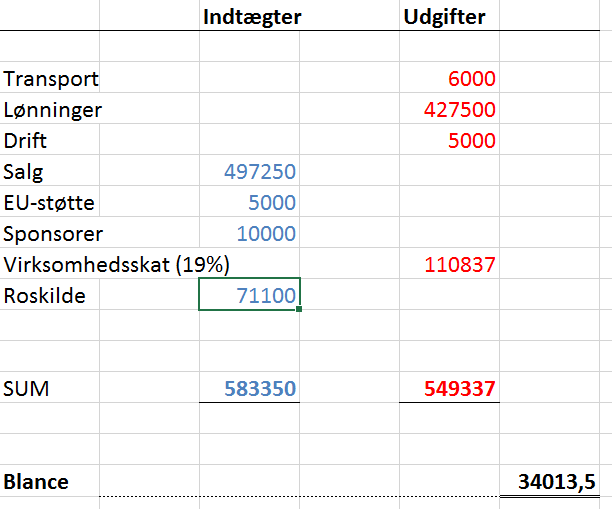 Indtægter Udgifter
Transport 6000
Lønninger 427500
Drift 5000
Salg 497250
EU-støtte 5000
Sponsorer 10000
Virksomhedsskat (19%) 110837
Roskilde 71100
SUM 583350 549337
Blance 34013,5